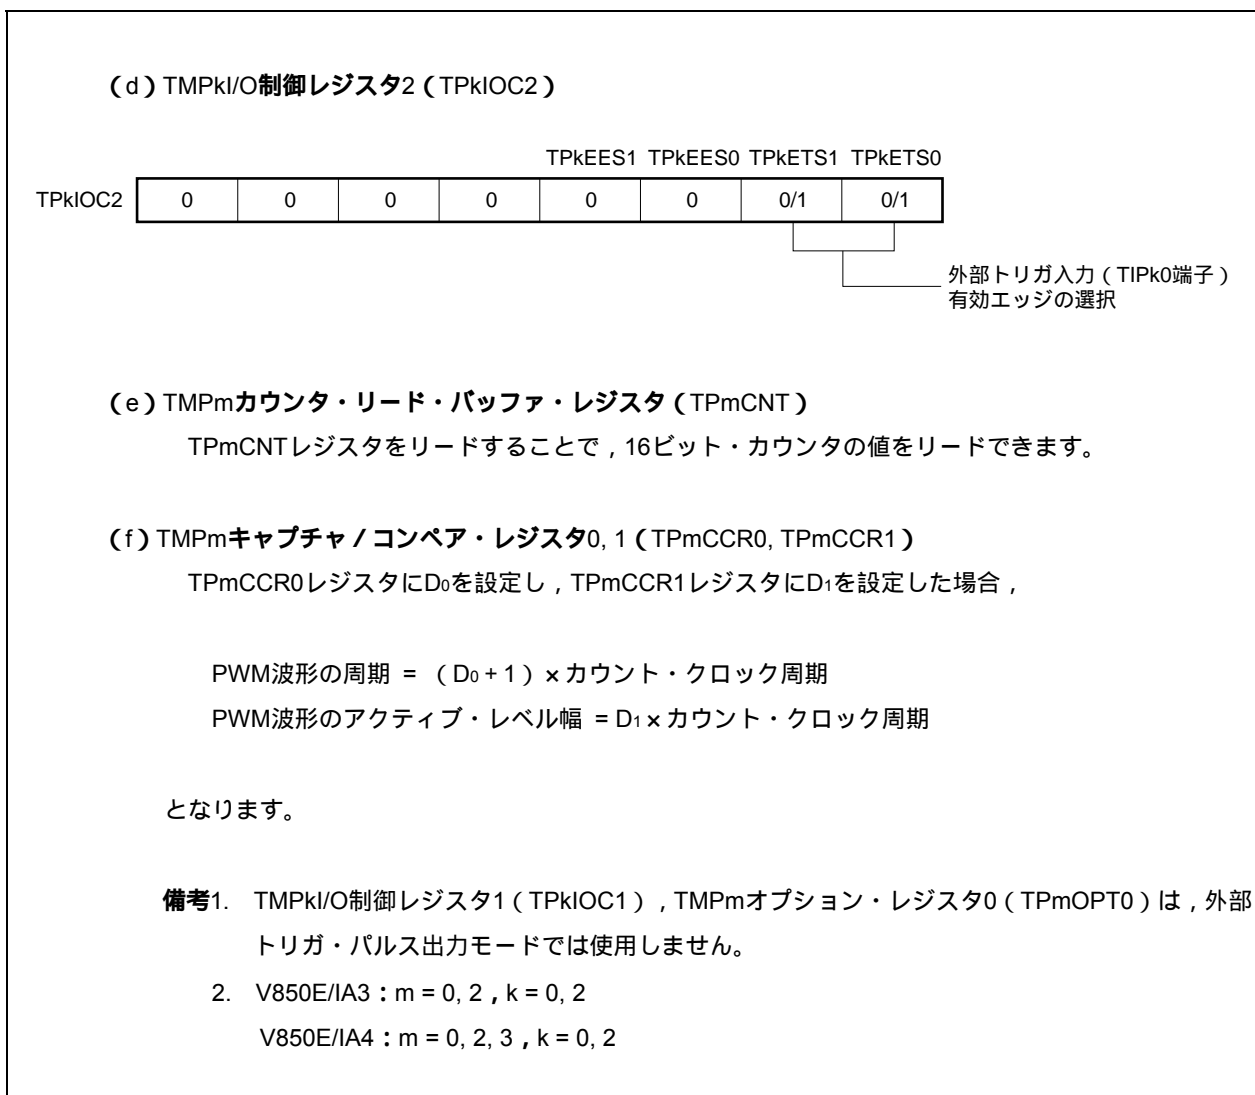 （d）TMPkI/O制御レジスタ2（TPkIOC2）
TPkEES1 TPkEES0 TPkETS1 TPkETS0
TPkIOC2 0 0 0 0 0 0 0/1 0/1
外部トリガ入力（TIPk0端子）
有効エッジの選択
（e）TMPmカウンタ・リード・バッファ・レジスタ（TPmCNT）
TPmCNTレジスタをリードすることで，16ビット・カウンタの値をリードできます。
（f）TMPmキャプチャ／コンペア・レジスタ0, 1（TPmCCR0, TPmCCR1）
TPmCCR0レジスタにD0を設定し，TPmCCR1レジスタにD1を設定した場合，
PWM波形の周期 = （D0 + 1）×カウント・クロック周期
PWM波形のアクティブ・レベル幅 = D1×カウント・クロック周期
となります。
備考1. TMPkI/O制御レジスタ1（TPkIOC1），TMPmオプション・レジスタ0（TPmOPT0）は，外部
トリガ・パルス出力モードでは使用しません。
2. V850E/IA3：m = 0, 2，k = 0, 2
V850E/IA4：m = 0, 2, 3，k = 0, 2